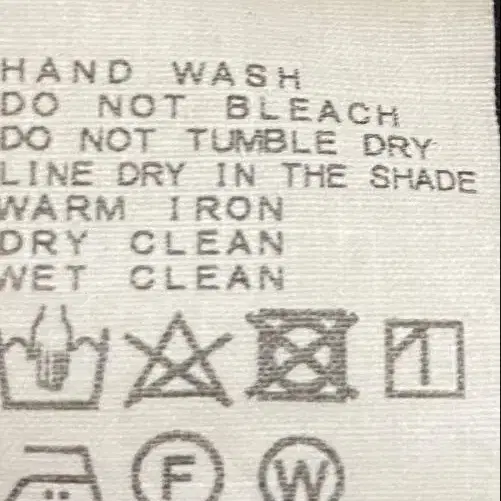 HAND WASH
DO NOT BLEACH
DO NOT TUMBLE DRY
LINE DRY IN THE SHADE
WARM IRON
DRY CLEAN
WET CLEAN
F W